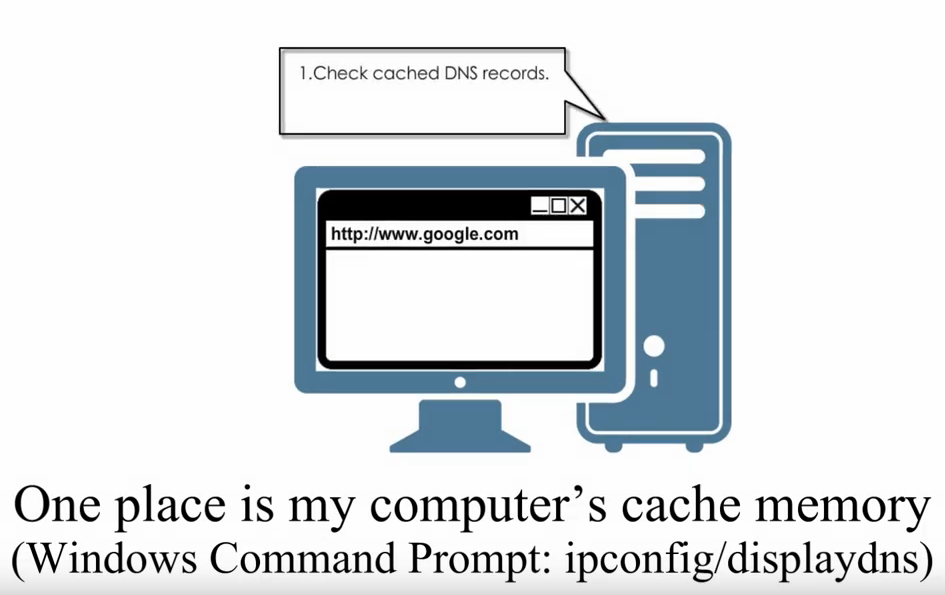 1.Check cached DNS records.
http://www.google.com
One place is my computer’s cache memory
(Windows Command Prompt: ipconfig/displaydns)